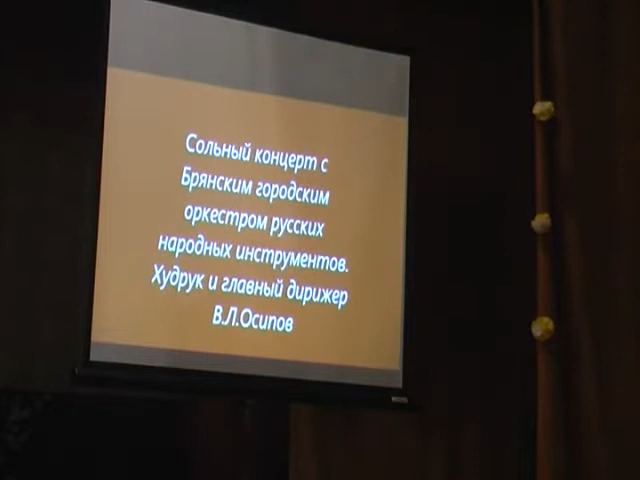 Сольный концерт с
Брянским городским
оркестром русских
народных инструментов.
Худрук и главный дирижер
В.Л.Осипов